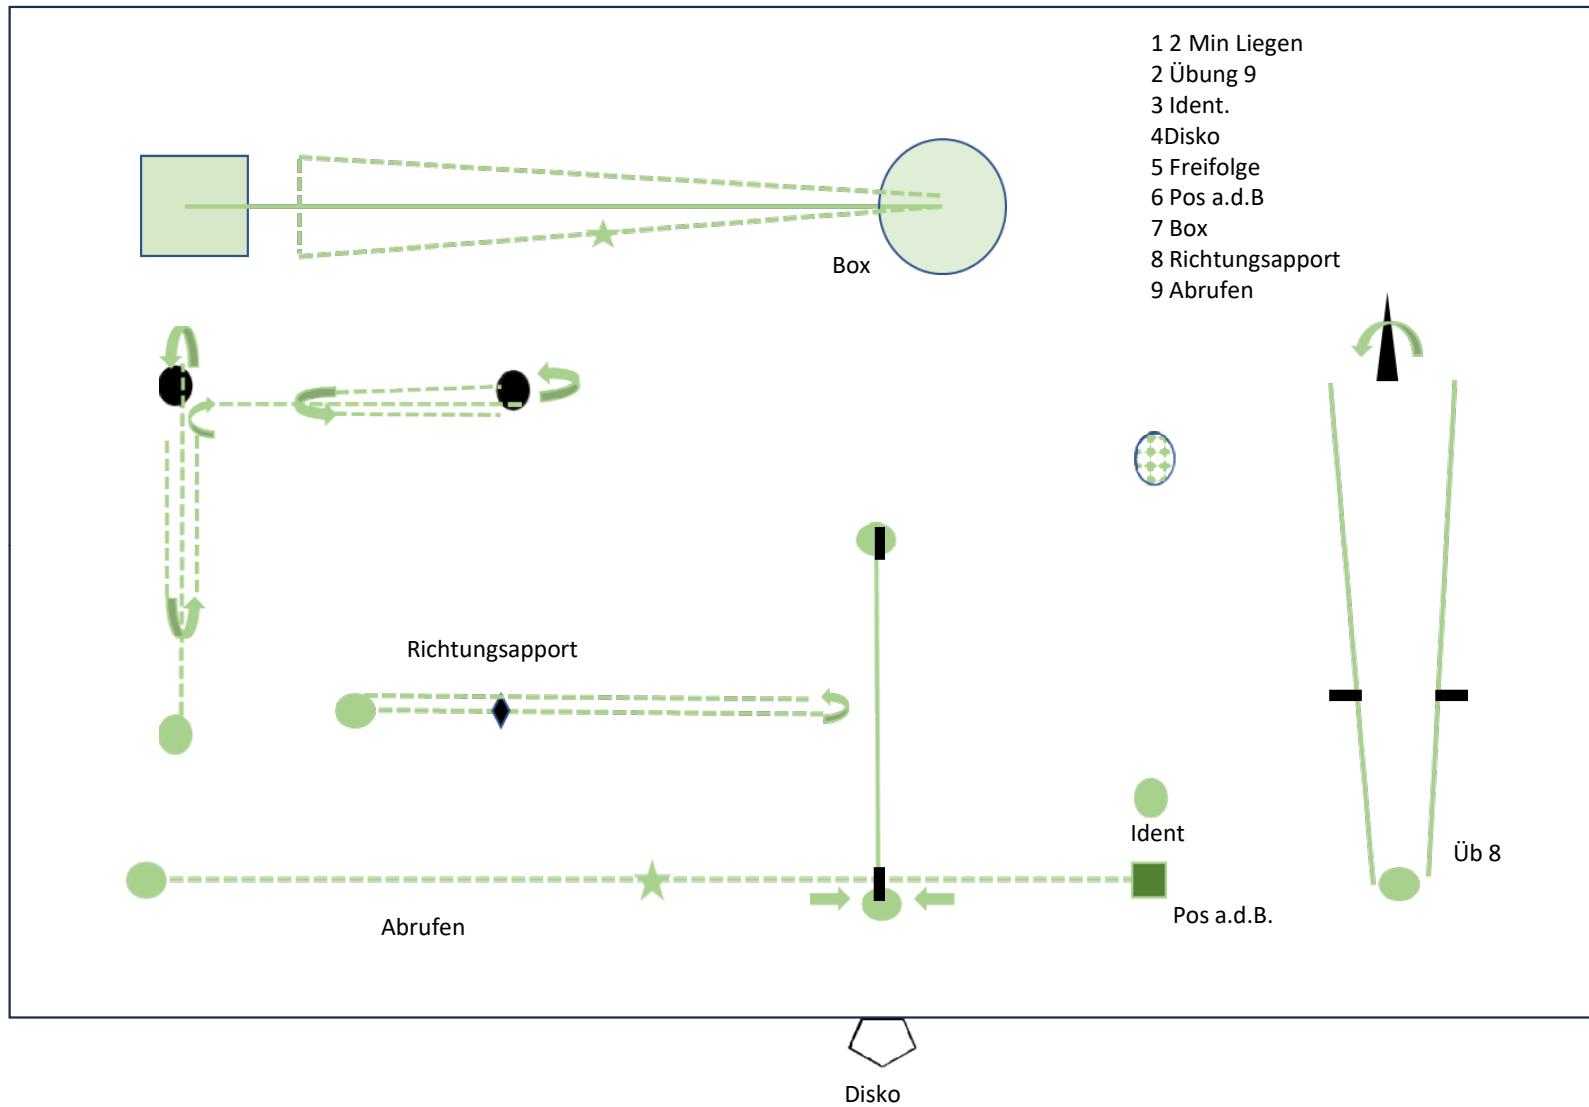 1 2 Min Liegen
2 Übung 9
3 Ident.
4Disko
5 Freifolge
6 Pos a.d.B
7 Box
8 Richtungsapport
9 Abrufen
Box
Richtungsapport
Ident
Üb 8
Pos a.d.B.
Abrufen
Disko